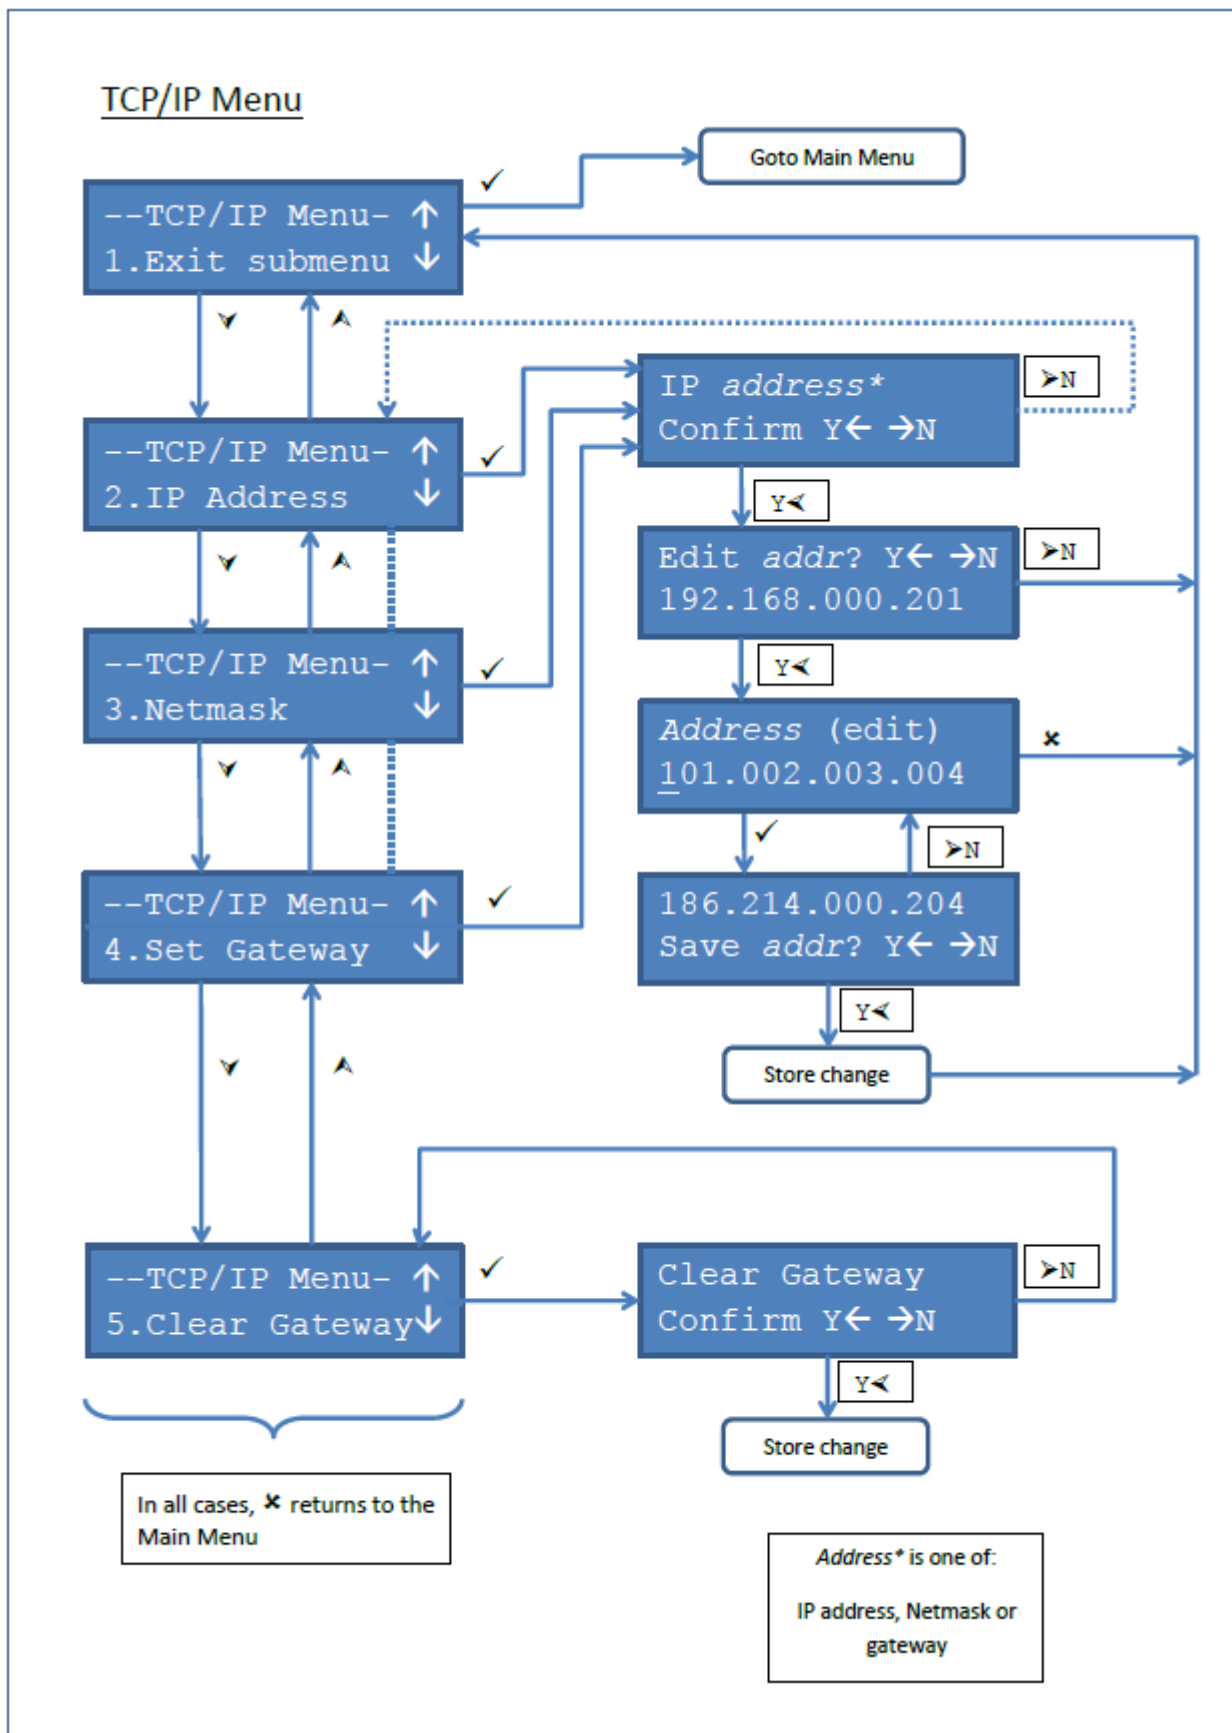 TCP/IP Menu
Goto Main Menu
✓
--TCP/IP Menu- ↑
1.Exit submenu ↓
IP address*
Confirm Y← →N
➤N
--TCP/IP Menu- ↑
2.IP Address ↓
✓
Y⮜
Edit addr? Y← →N
192.168.000.201
➤N
Y⮜
--TCP/IP Menu- ↑
3.Netmask ↓
✓
Address (edit)
101.002.003.004
✖
✓
➤N
--TCP/IP Menu- ↑
4.Set Gateway ↓
✓
186.214.000.204
Save addr? Y← →N
Y⮜
Store change
--TCP/IP Menu- ↑
5.Clear Gateway↓
✓
Clear Gateway
Confirm Y← →N
➤N
Y⮜
Store change
In all cases, ✖ returns to the
Main Menu
Address* is one of:
IP address, Netmask or
gateway